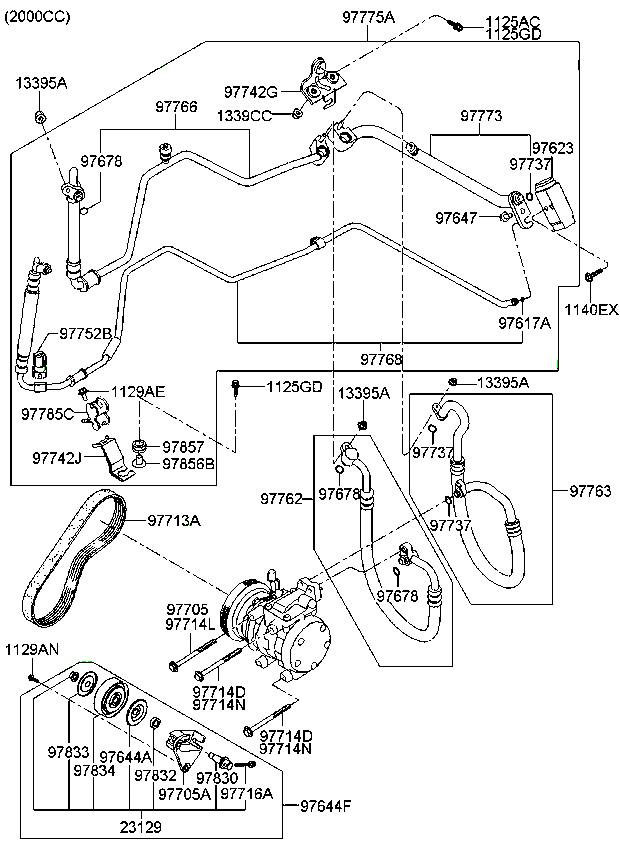 (2000CC)
97775A
1125AC
1125GD
13395A
97742G
97766
1339CC
97773
97678
97623
97737
97647
1140EX
97617A
97752B
97768
1129AE
1125GD
13395A
13395A
97785C
97857
97737
97742J
97856B
97678
97762
97763
97713A
97737
97678
97705
97714L
1129AN
97714D
97714N
97714D
97714N
97833
97644A
97834
97832
97830
97705A
97716A
97644F
23129